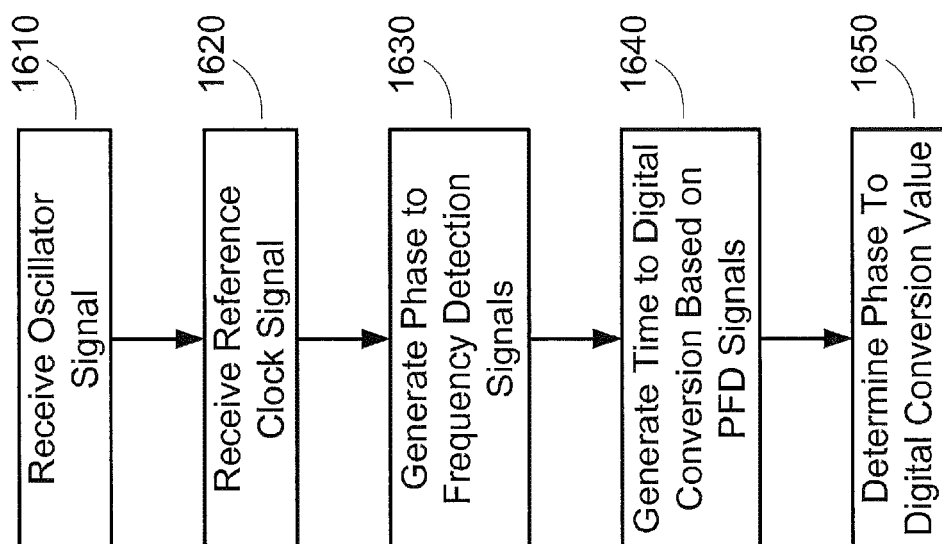 1610
Receive Oscillator
Signal
1620
Receive Reference
Clock Signal
1630
Generate Phase to
Frequency Detection
Signals
1640
Generate Time to Digital
Conversion Based on
PFD Signals
1650
Determine Phase To
Digital Conversion Value